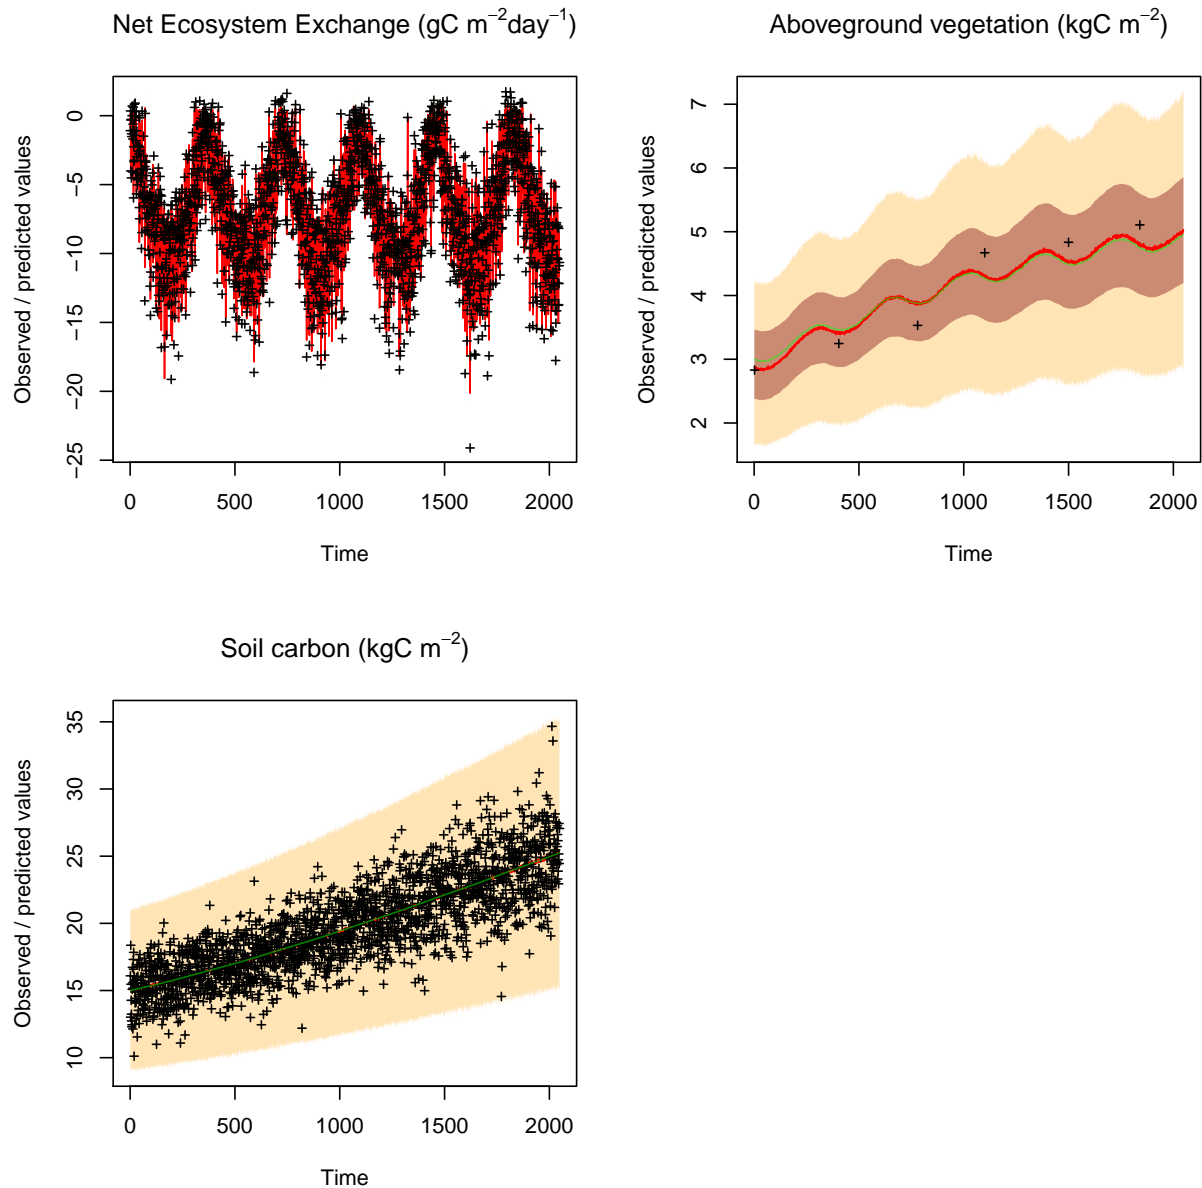 Net Ecosystem Exchange (gC m−2day−1)
Observed / predicted values
0
−5
−10
−15
−20
−25
0 500 1000 1500 2000
Time
Aboveground vegetation (kgC m−2)
Observed / predicted values
7
6
5
4
3
2
0 500 1000 1500 2000
Time
Soil carbon (kgC m−2)
Observed / predicted values
35
30
25
20
15
10
0 500 1000 1500 2000
Time